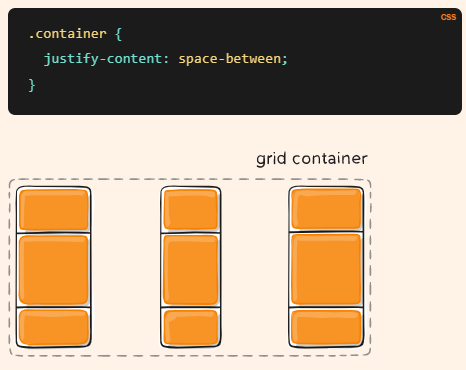 CSS
.container {
justify-content: space-between;
}
grid container